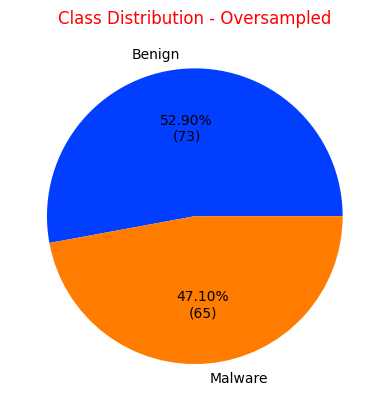 Class Distribution - Oversampled
Benign
52.90%
(73)
47.10%
(65)
Malware